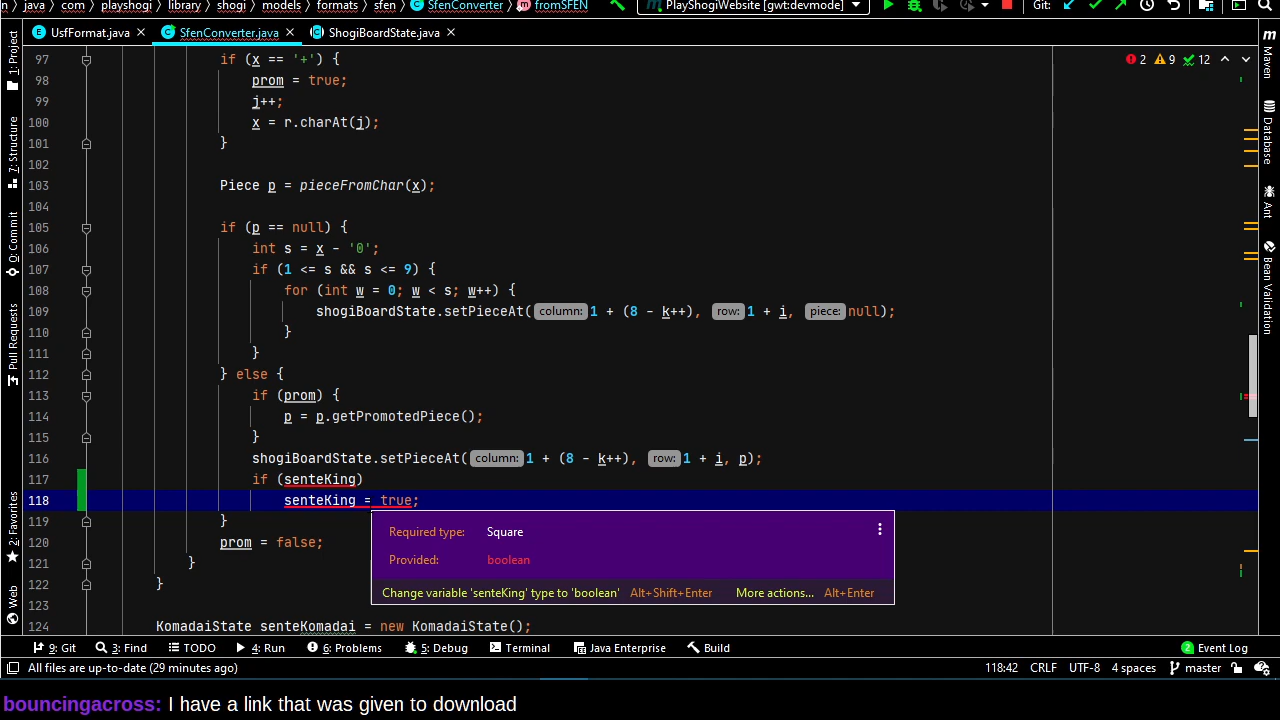 n java com playshogi library shogi models formats sfen SfenConverter fromSFEN PlayShogiWebsite [gwt:devmode] Git:
UsfFormat.java SfenConverter.java ShogiBoardState.java
2 9 12
97 if (x == '+') {
98 prom = true;
99 j++;
100 x = r.charAt(j);
101 }
102
103 Piece p = pieceFromChar(x);
104
105 if (p == null) {
106 int s = x - '0';
107 if (1 <= s && s <= 9) {
108 for (int w = 0; w < s; w++) {
109 shogiBoardState.setPieceAt( column: 1 + (8 - k++), row: 1 + i, piece: null);
110 }
111 }
112 } else {
113 if (prom) {
114 p = p.getPromotedPiece();
115 }
116 shogiBoardState.setPieceAt( column: 1 + (8 - k++), row: 1 + i, p);
117 if (senteKing)
118 senteKing = true;
119 }
120 prom = false;
121 }
122 }
123
124 KomadaiState senteKomadai = new KomadaiState();
Required type: Square
Provided: boolean
Change variable 'senteKing' type to 'boolean' Alt+Shift+Enter More actions... Alt+Enter
1: Project
7: Structure
0: Commit
Pull Requests
2: Favorites
Web
m
Maven
Database
Ant
Bean Validation
9: Git 3: Find TODO 4: Run 6: Problems 5: Debug Terminal Java Enterprise Build 2 Event Log
All files are up-to-date (29 minutes ago) 118:42 CRLF UTF-8 4 spaces master
bouncingacross: I have a link that was given to download